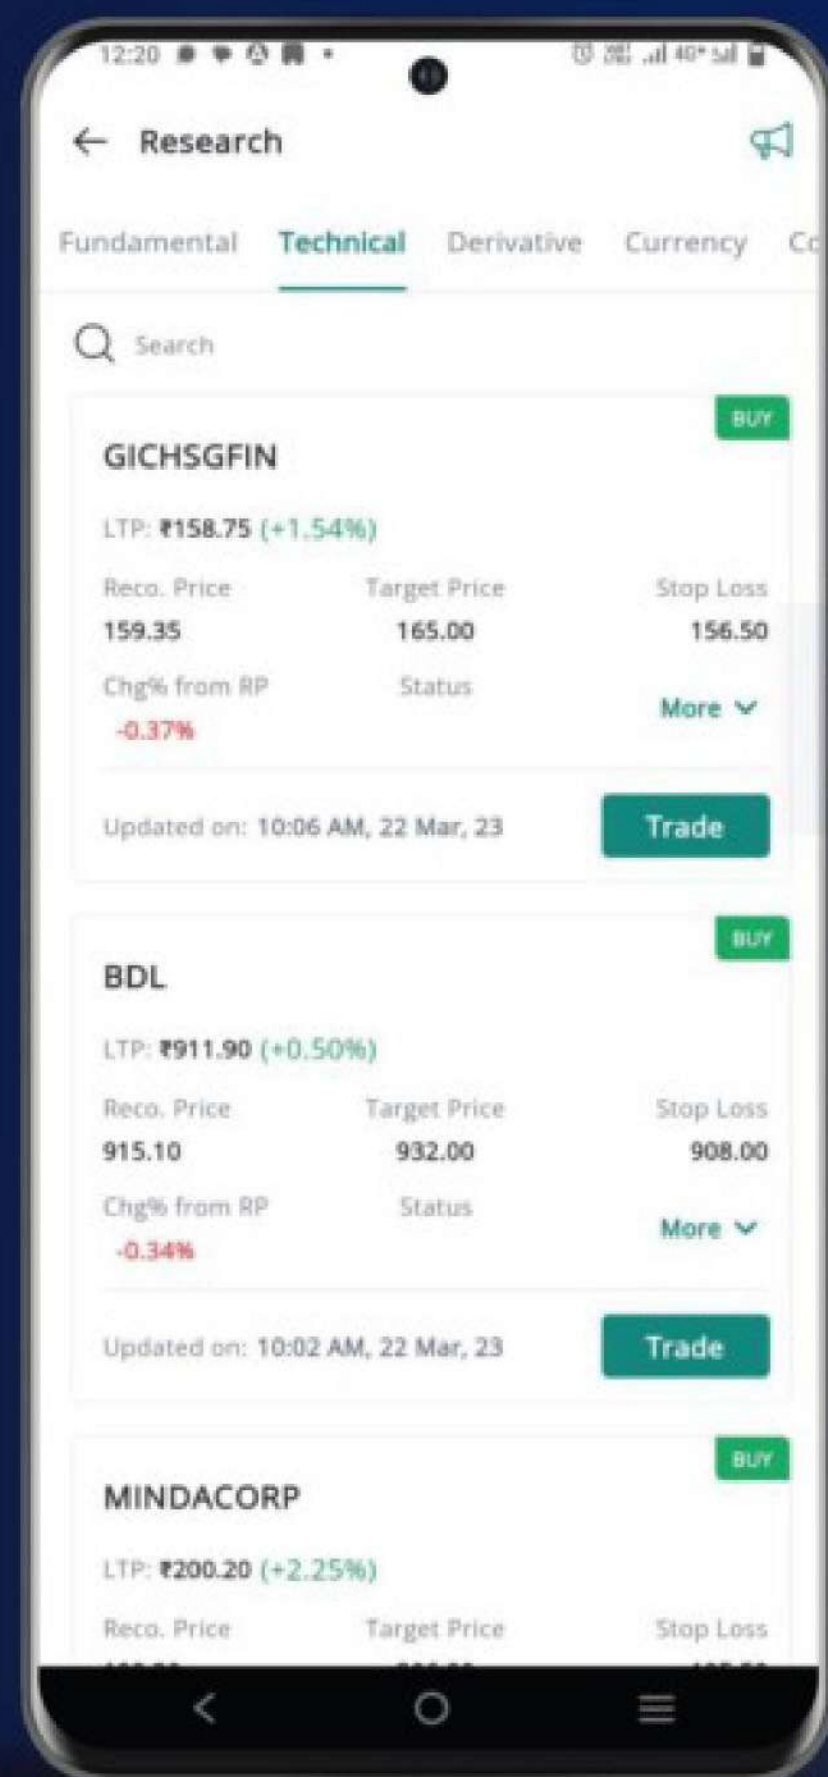 12:20
Research
Fundamental Technical Derivative Currency Co
Search
BUY
GICHSGFIN
LTP: ₹158.75 (+1.54%)
Reco. Price Target Price Stop Loss
159.35 165.00 156.50
Chg% from RP Status
More
-0.37%
Updated on: 10:06 AM, 22 Mar, 23 Trade
BUY
BDL
LTP: ₹911.90 (+0.50%)
Reco. Price Target Price Stop Loss
915.10 932.00 908.00
Chg% from RP Status
More
-0.34%
Updated on: 10:02 AM, 22 Mar, 23 Trade
BUY
MINDACORP
LTP: ₹200.20 (+2.25%)
Reco. Price Target Price Stop Loss